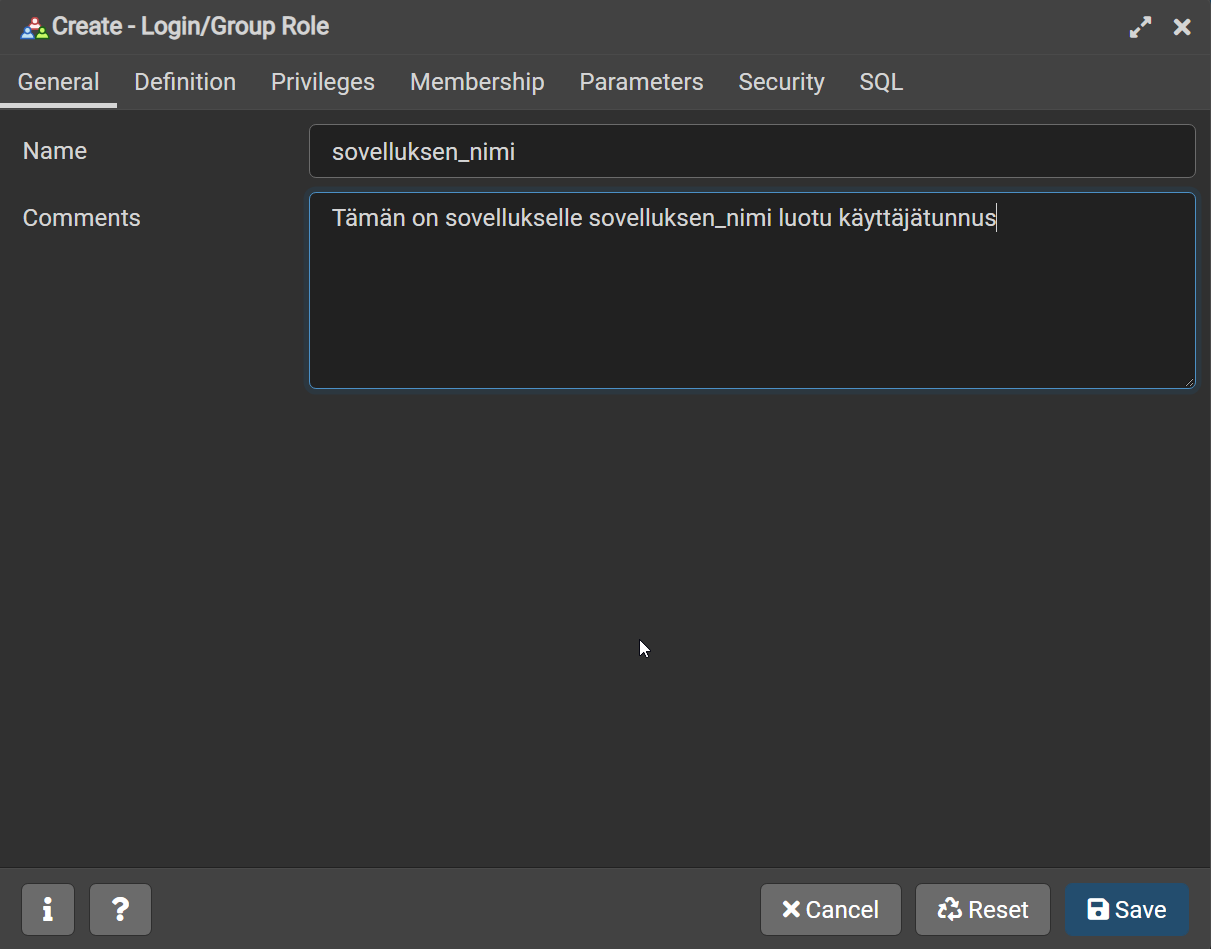 Create - Login/Group Role
General Definition Privileges Membership Parameters Security SQL
Name sovelluksen_nimi
Comments Tämän on sovellukselle sovelluksen_nimi luotu käyttäjätunnus
i ? Cancel Reset Save